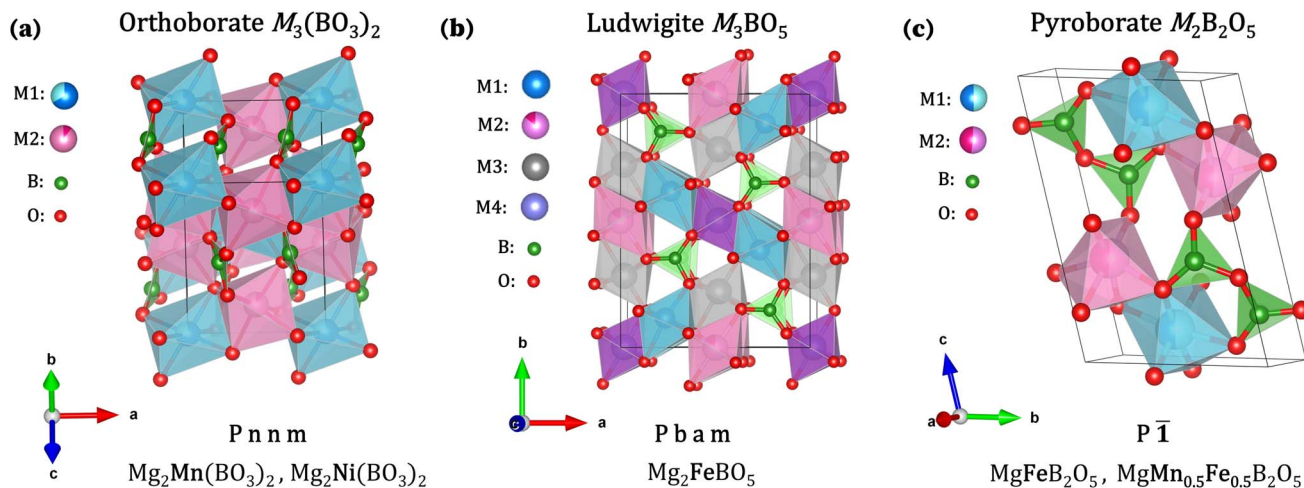 (a) Orthoborate M₃(BO₃)₂
M1:
M2:
B:
O:
b
a
c
P n n m
Mg₂Mn(BO₃)₂, Mg₂Ni(BO₃)₂
(b) Ludwigite M₃BO₅
M1:
M2:
M3:
M4:
B:
O:
b
c
a
P b a m
Mg₂FeBO₅
(c) Pyroborate M₂B₂O₅
M1:
M2:
B:
O:
c
a
b
P 1̅
MgFeB₂O₅, MgMn₀.₅Fe₀.₅B₂O₅